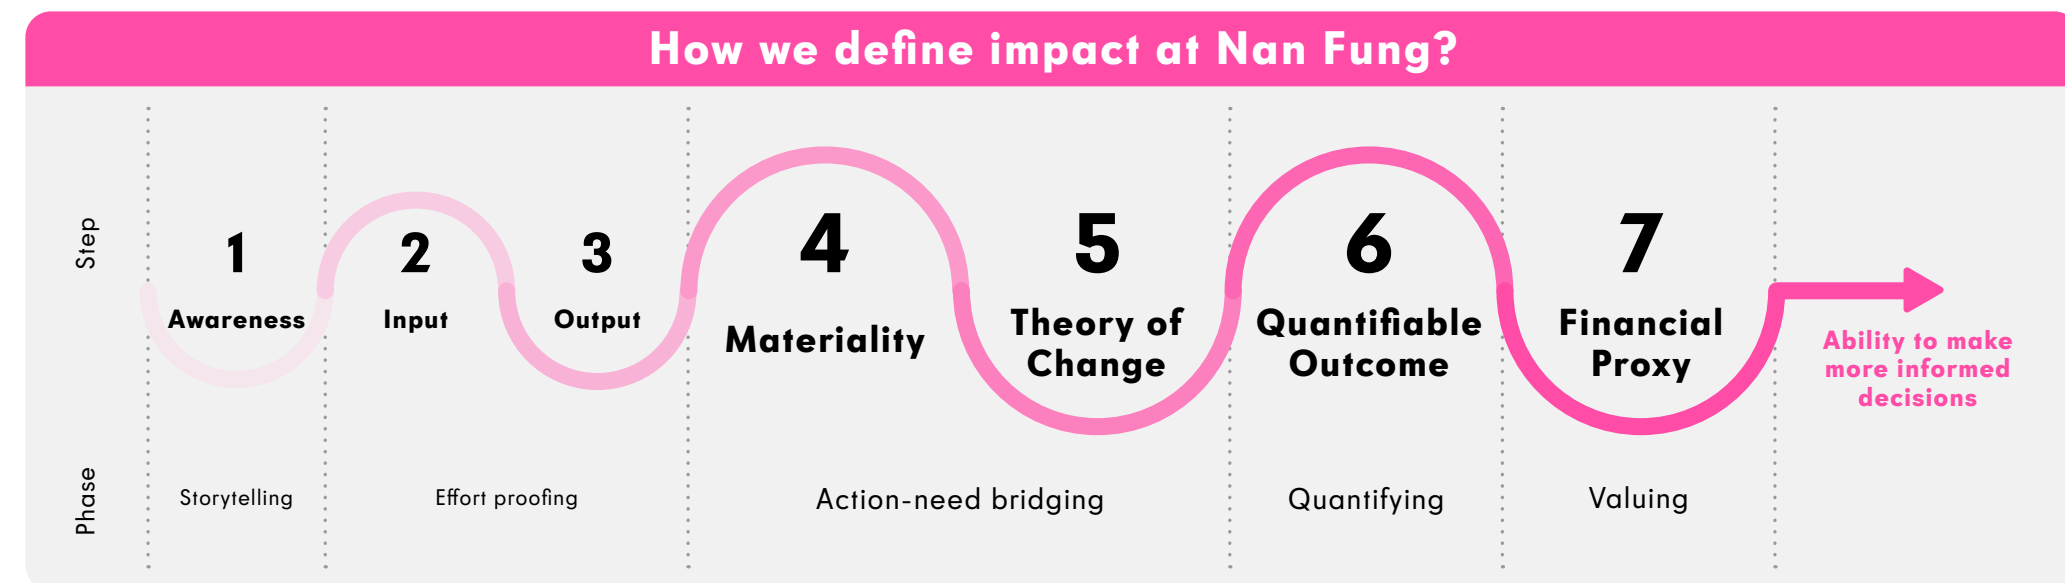 How we define impact at Nan Fung?
Step
1
Awareness
2
Input
3
Output
4
Materiality
5
Theory of
Change
6
Quantifiable
Outcome
7
Financial
Proxy
Ability to make
more informed
decisions
Phase
Storytelling
Effort proofing
Action-need bridging
Quantifying
Valuing